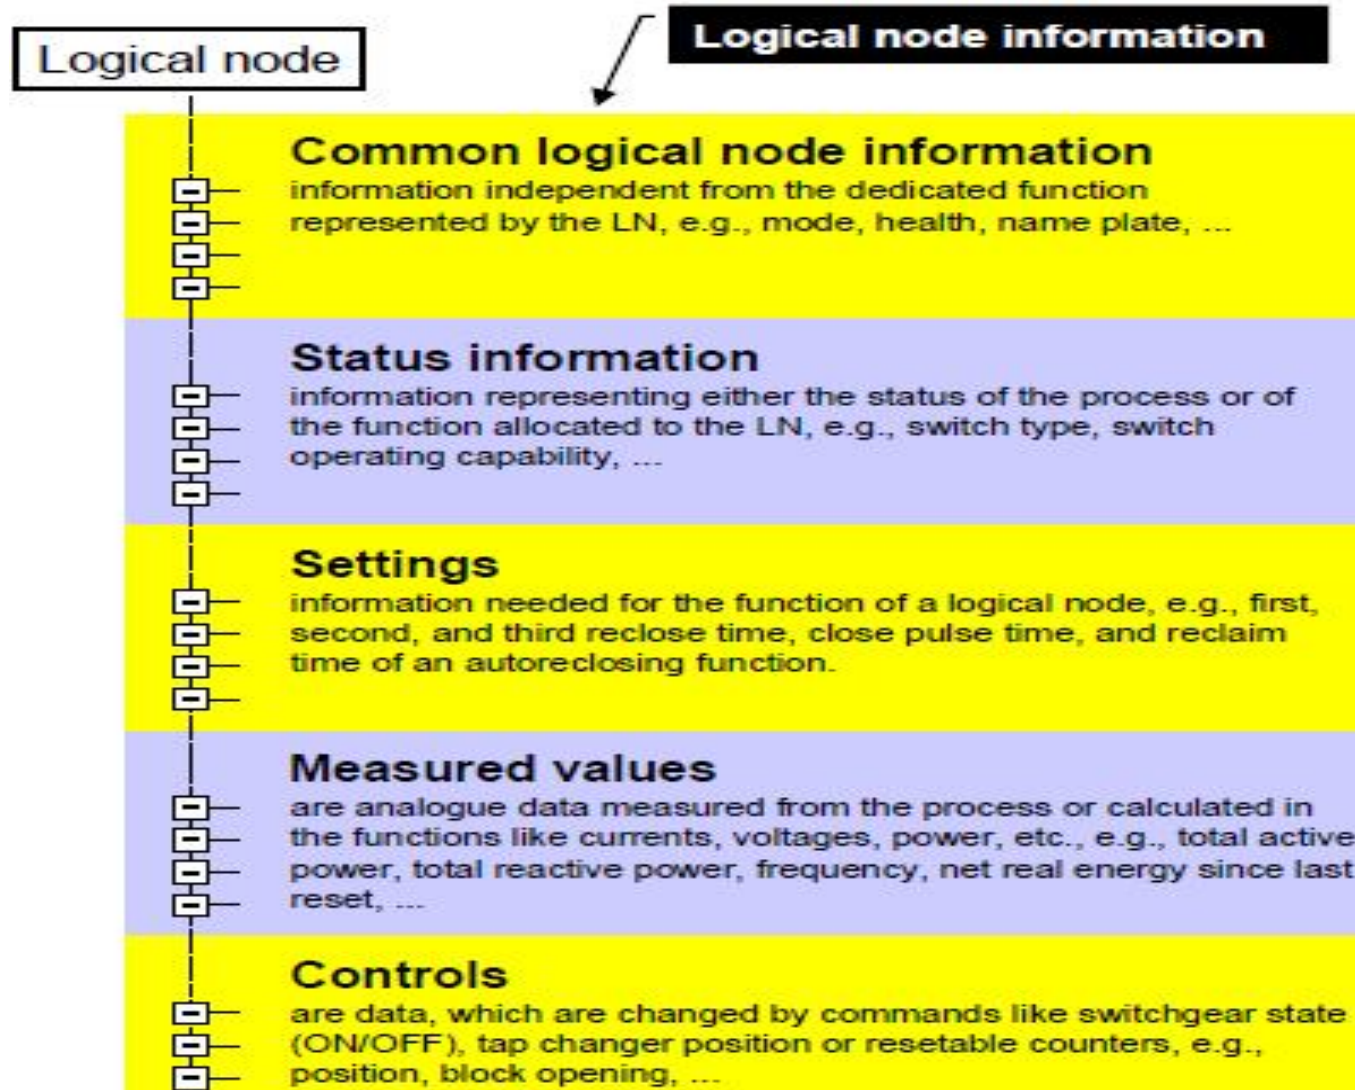 Logical node
Logical node information
Common logical node information
information independent from the dedicated function
represented by the LN, e.g., mode, health, name plate, ...
Status information
information representing either the status of the process or of
the function allocated to the LN, e.g., switch type, switch
operating capability, ...
Settings
information needed for the function of a logical node, e.g., first,
second, and third reclose time, close pulse time, and reclaim
time of an autoreclosing function.
Measured values
are analogue data measured from the process or calculated in
the functions like currents, voltages, power, etc., e.g., total active
power, total reactive power, frequency, net real energy since last
reset, ...
Controls
are data, which are changed by commands like switchgear state
(ON/OFF), tap changer position or resetable counters, e.g.,
position, block opening, ...